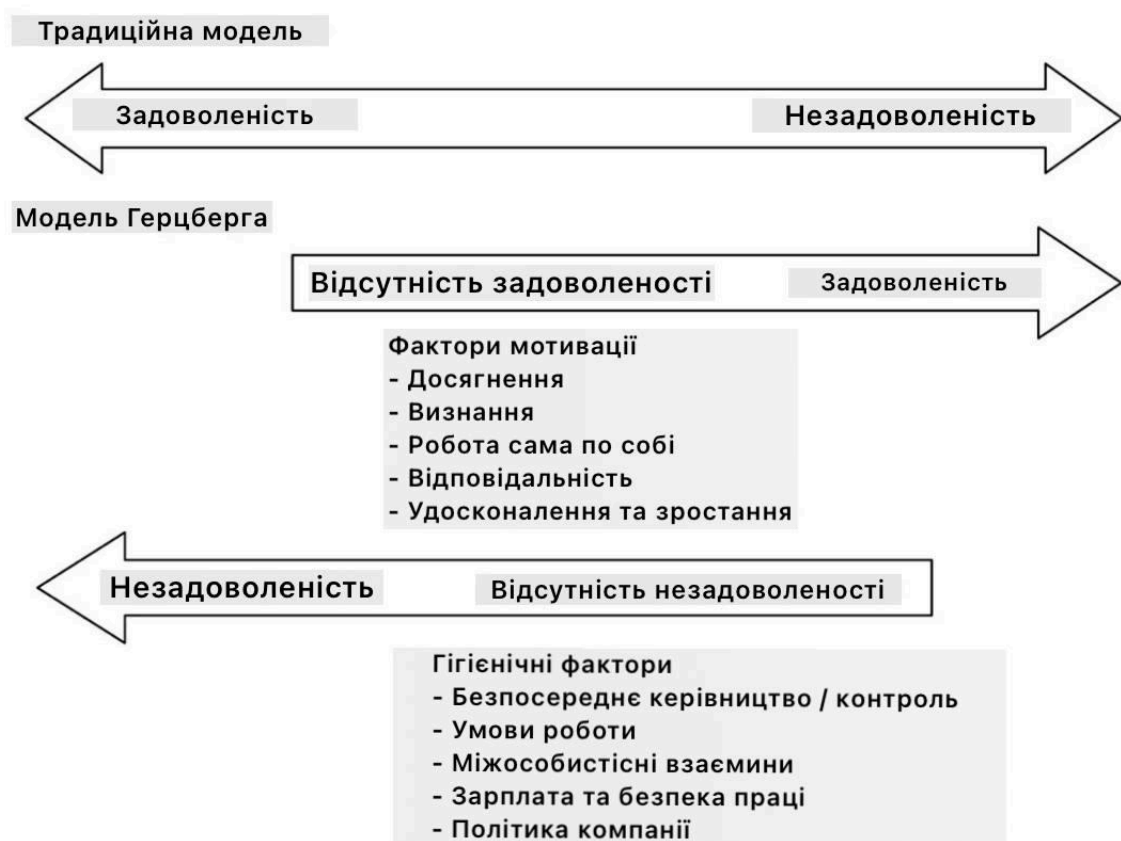 Традиційна модель
Задоволеність Незадоволеність
Модель Герцберга
Відсутність задоволеності Задоволеність
Фактори мотивації
- Досягнення
- Визнання
- Робота сама по собі
- Відповідальність
- Удосконалення та зростання
Незадоволеність Відсутність незадоволеності
Гігієнічні фактори
- Безпосереднє керівництво / контроль
- Умови роботи
- Міжособистісні взаємини
- Зарплата та безпека праці
- Політика компанії